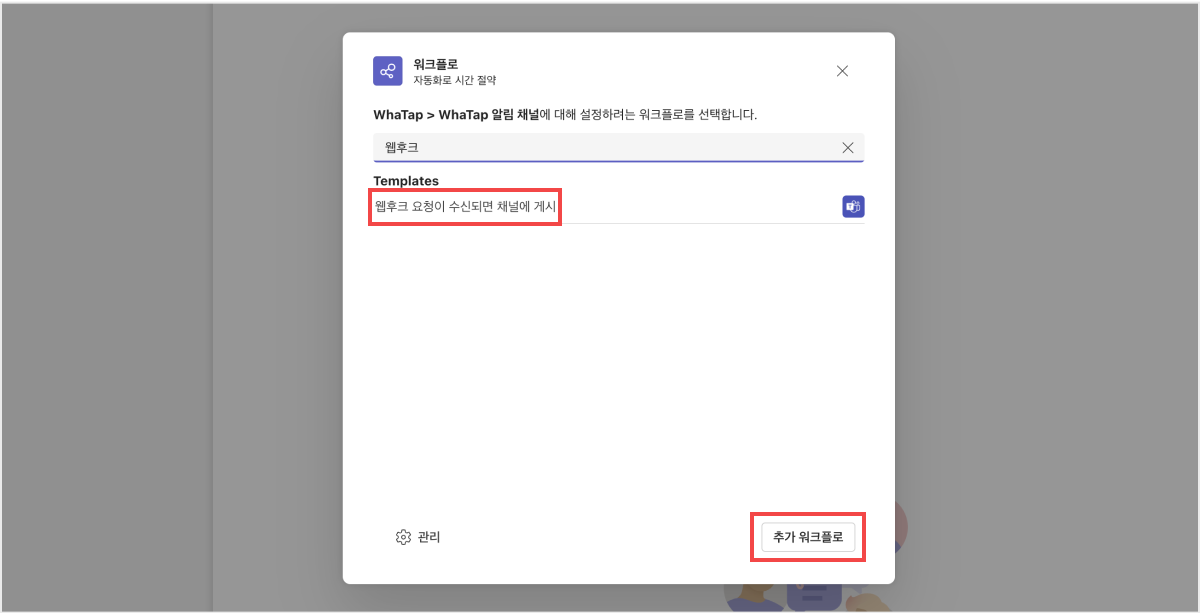 워크플로
자동화로 시간 절약
WhaTap > WhaTap 알림 채널에 대해 설정하려는 워크플로를 선택합니다.
웹후크
Templates
웹후크 요청이 수신되면 채널에 게시
관리
추가 워크플로